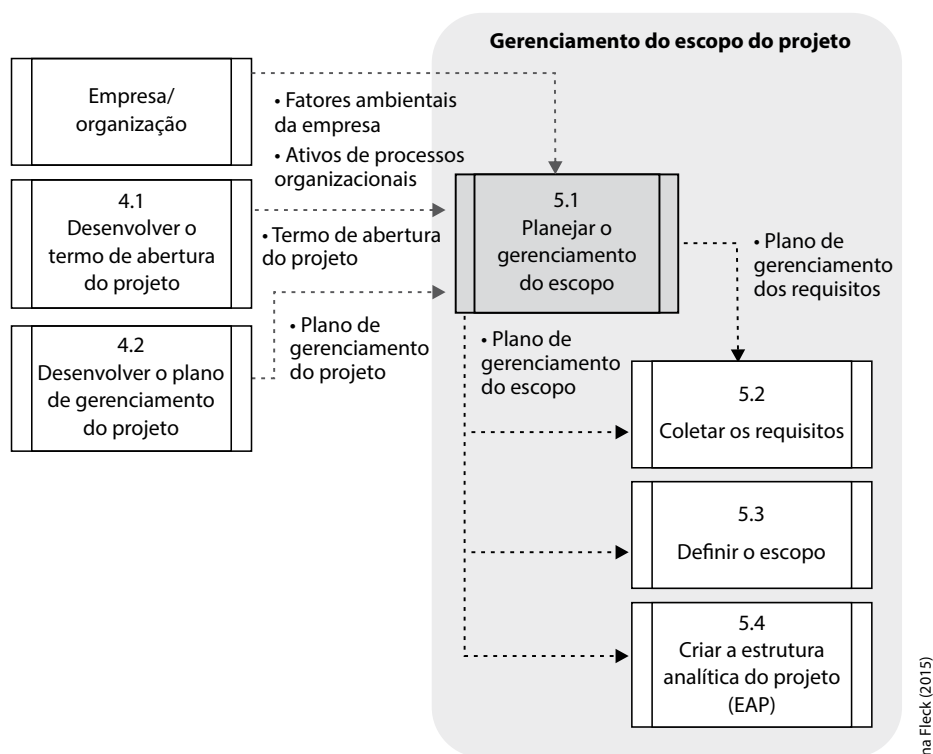 Gerenciamento do escopo do projeto
Empresa/
organização
• Fatores ambientais
da empresa
• Ativos de processos
organizacionais
4.1
Desenvolver o
termo de abertura
do projeto
• Termo de abertura
do projeto
5.1
Planejar o
gerenciamento
do escopo
• Plano de
gerenciamento
dos requisitos
4.2
Desenvolver o plano
de gerenciamento
do projeto
• Plano de
gerenciamento
do projeto
• Plano de
gerenciamento
do escopo
5.2
Coletar os requisitos
5.3
Definir o escopo
5.4
Criar a estrutura
analítica do projeto
(EAP)
na Fleck (2015)